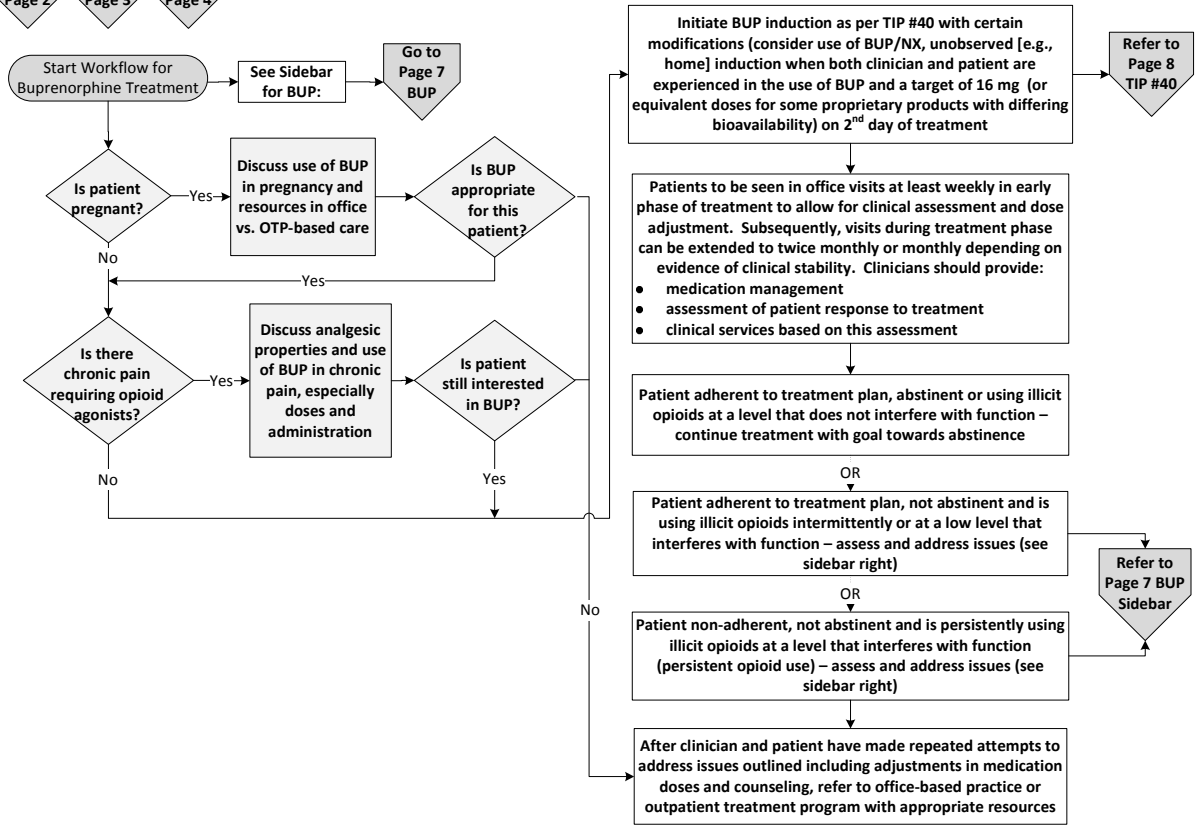 Page 2
Page 3
Page 4
Start Workflow for
Buprenorphine Treatment
See Sidebar
for BUP:
Go to
Page 7
BUP
Is patient
pregnant?
Yes
Discuss use of BUP
in pregnancy and
resources in office
vs. OTP-based care
Is BUP
appropriate
for this
patient?
No
Yes
Is there
chronic pain
requiring opioid
agonists?
Yes
Discuss analgesic
properties and use
of BUP in chronic
pain, especially
doses and
administration
Is patient
still interested
in BUP?
No
Yes
No
Initiate BUP induction as per TIP #40 with certain
modifications (consider use of BUP/NX, unobserved [e.g.,
home] induction when both clinician and patient are
experienced in the use of BUP and a target of 16 mg (or
equivalent doses for some proprietary products with differing
bioavailability) on 2nd day of treatment
Refer to
Page 8
TIP #40
Patients to be seen in office visits at least weekly in early
phase of treatment to allow for clinical assessment and dose
adjustment. Subsequently, visits during treatment phase
can be extended to twice monthly or monthly depending on
evidence of clinical stability. Clinicians should provide:
● medication management
● assessment of patient response to treatment
● clinical services based on this assessment
Patient adherent to treatment plan, abstinent or using illicit
opioids at a level that does not interfere with function –
continue treatment with goal towards abstinence
OR
Patient adherent to treatment plan, not abstinent and is
using illicit opioids intermittently or at a low level that
interferes with function – assess and address issues (see
sidebar right)
OR
Patient non-adherent, not abstinent and is persistently using
illicit opioids at a level that interferes with function
(persistent opioid use) – assess and address issues (see
sidebar right)
Refer to
Page 7 BUP
Sidebar
After clinician and patient have made repeated attempts to
address issues outlined including adjustments in medication
doses and counseling, refer to office-based practice or
outpatient treatment program with appropriate resources